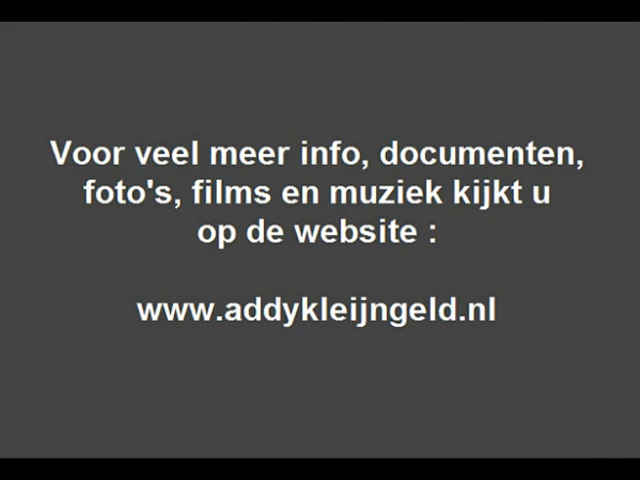 Voor veel meer info, documenten,
foto's, films en muziek kijkt u
op de website :
www.addykleijngeld.nl